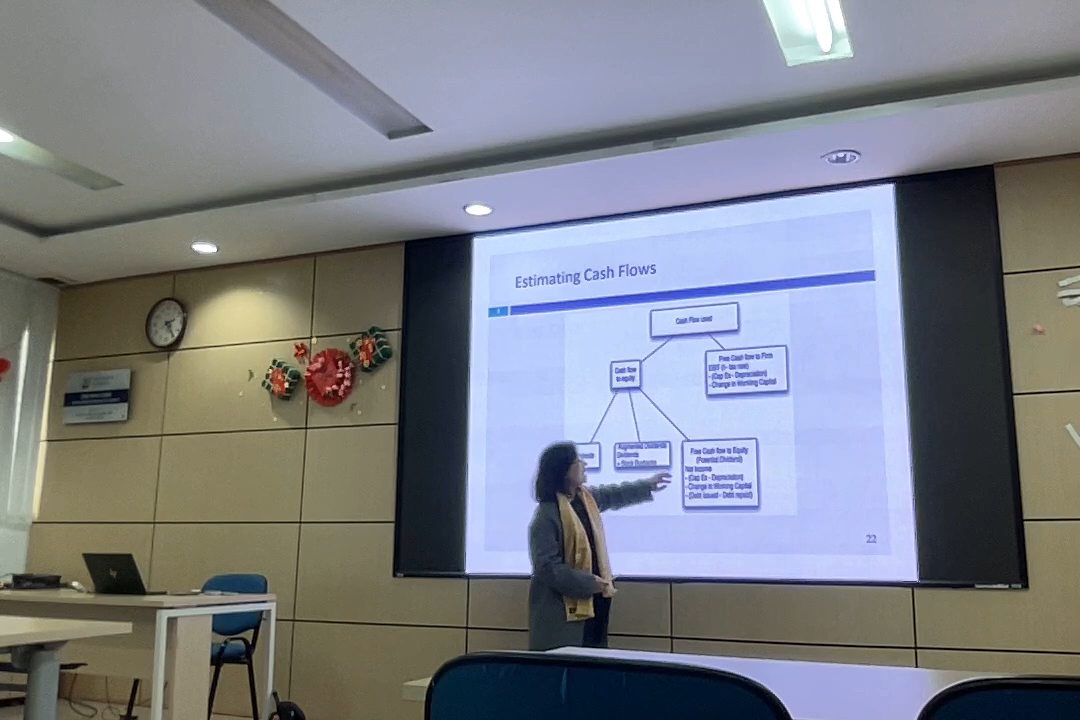 Estimating Cash Flows
Cash Flow used
Cash flow
to equity
Free Cash flow to Firm
EBIT (1- tax rate)
- (Cap Ex - Depreciation)
- Change in Working Capital
Augmented Dividends
Dividends
+ Stock Buybacks
Free Cash flow to Equity
(Potential Dividend)
Net Income
- (Cap Ex - Depreciation)
- Change in Working Capital
- (Debt issued - Debt repaid)
22